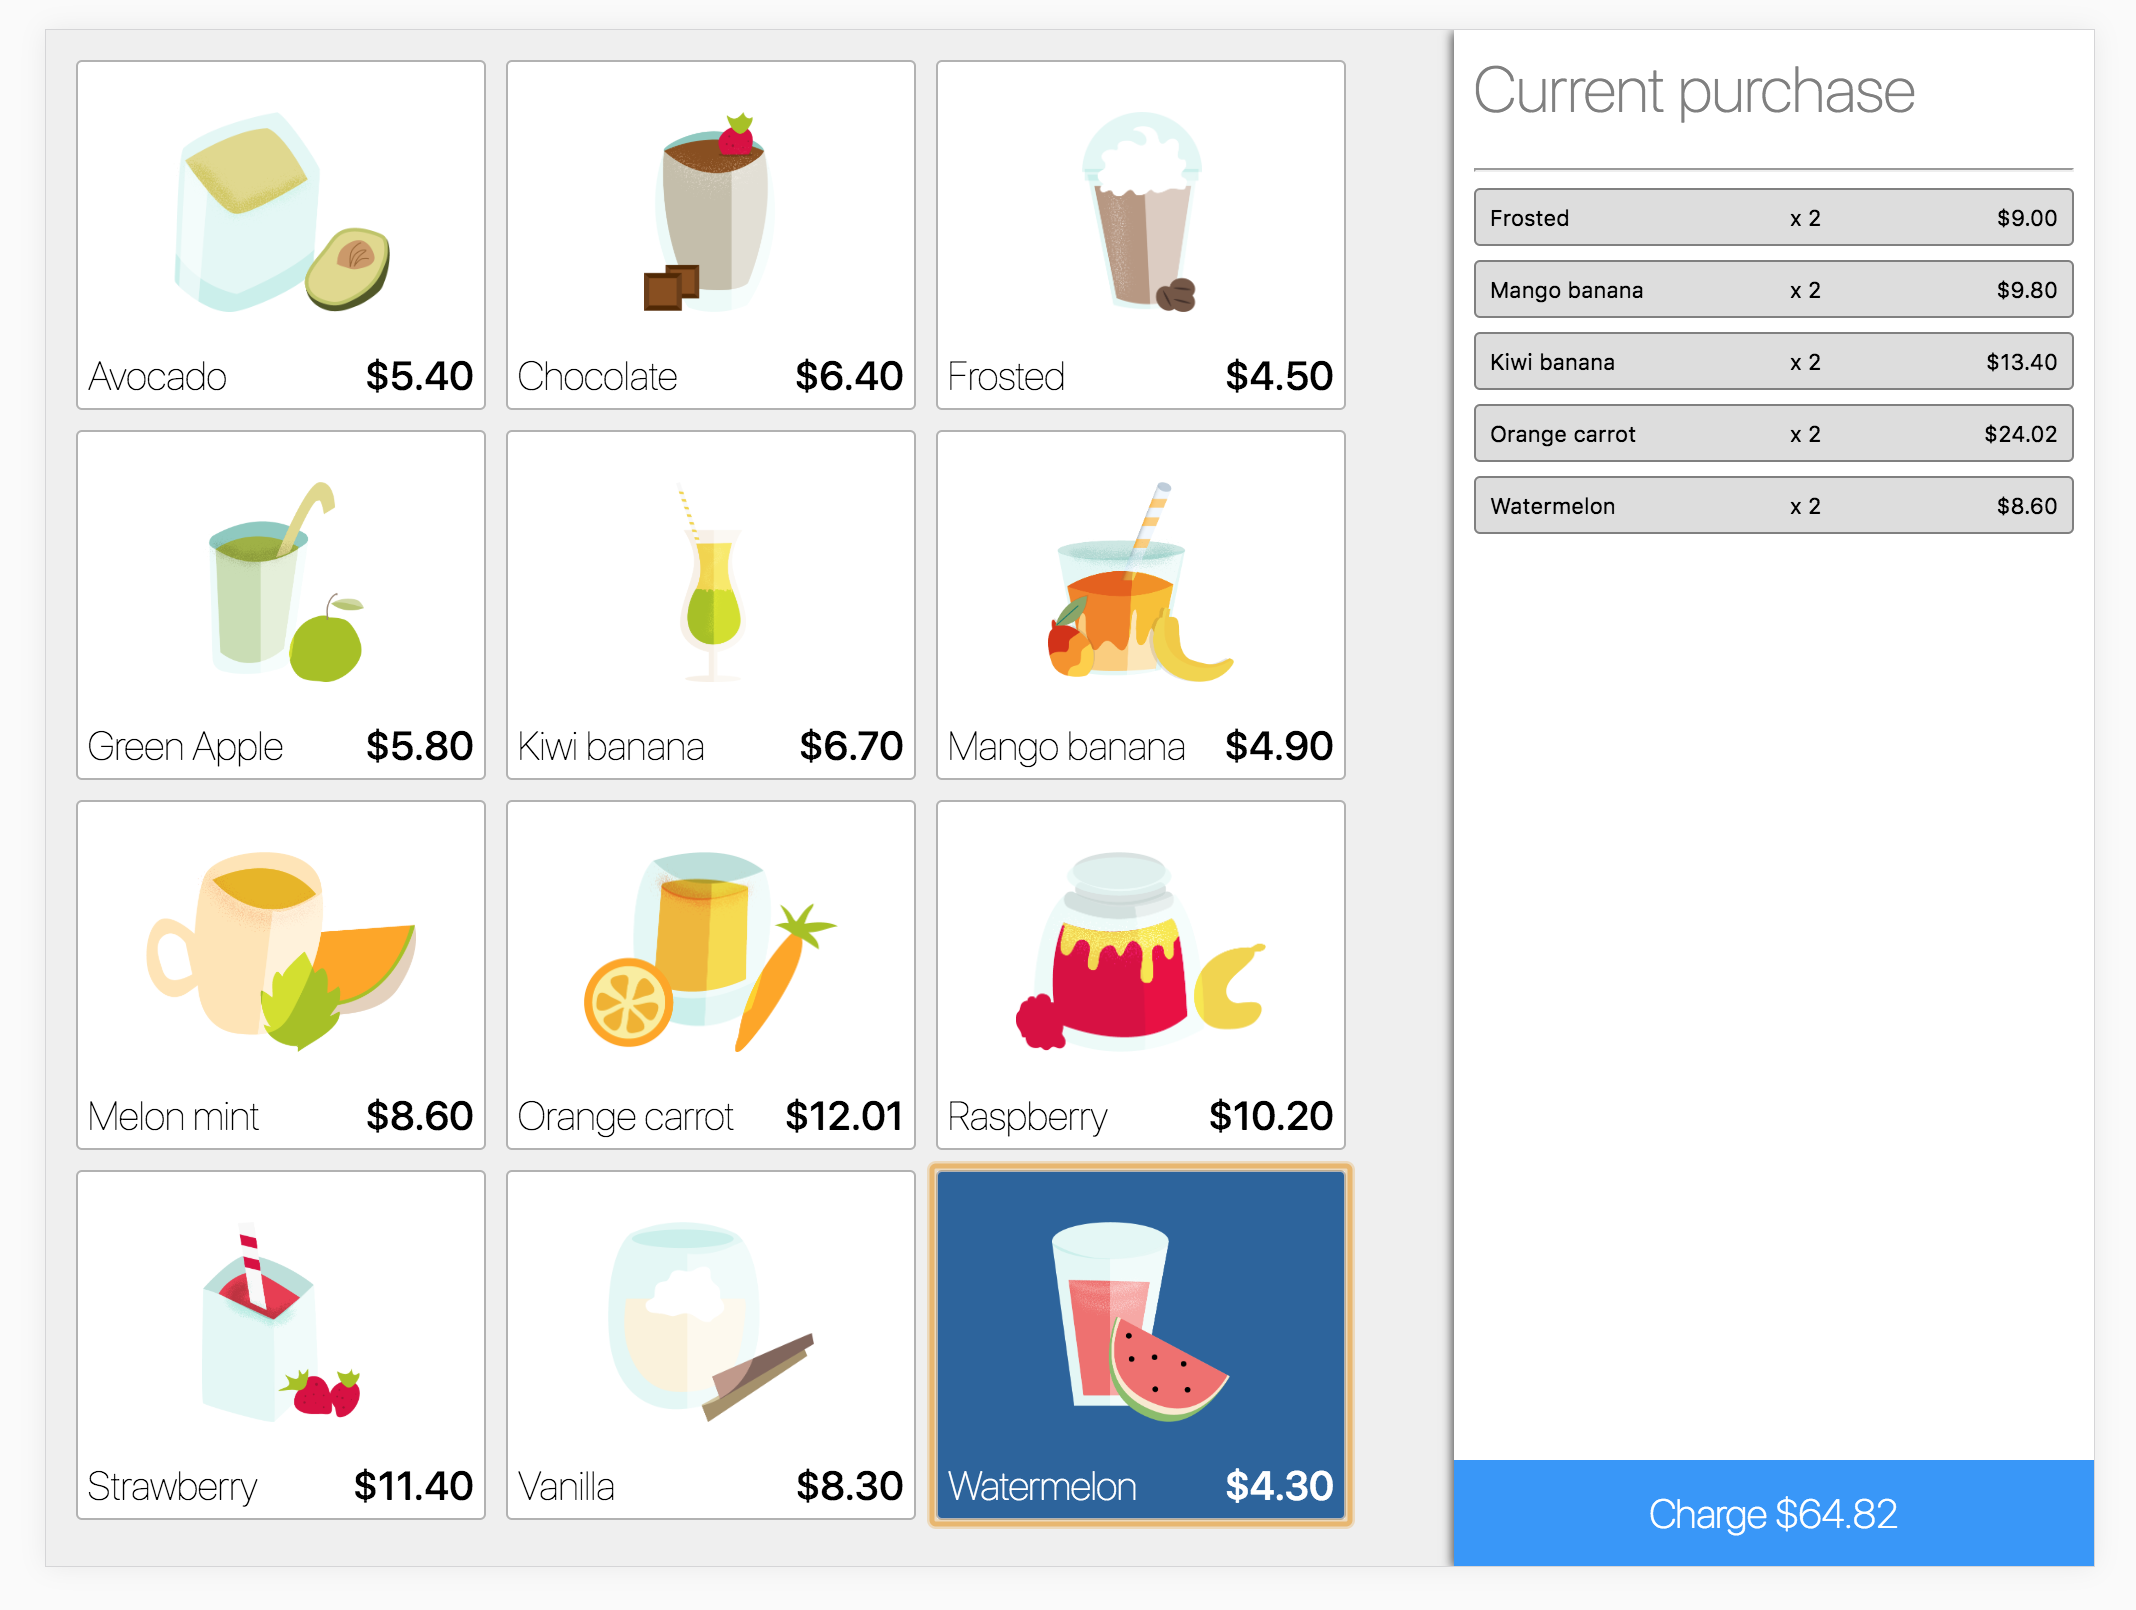 Avocado $5.40
Chocolate $6.40
Frosted $4.50
Green Apple $5.80
Kiwi banana $6.70
Mango banana $4.90
Melon mint $8.60
Orange carrot $12.01
Raspberry $10.20
Strawberry $11.40
Vanilla $8.30
Watermelon $4.30
Current purchase
Frosted x 2 $9.00
Mango banana x 2 $9.80
Kiwi banana x 2 $13.40
Orange carrot x 2 $24.02
Watermelon x 2 $8.60
Charge $64.82